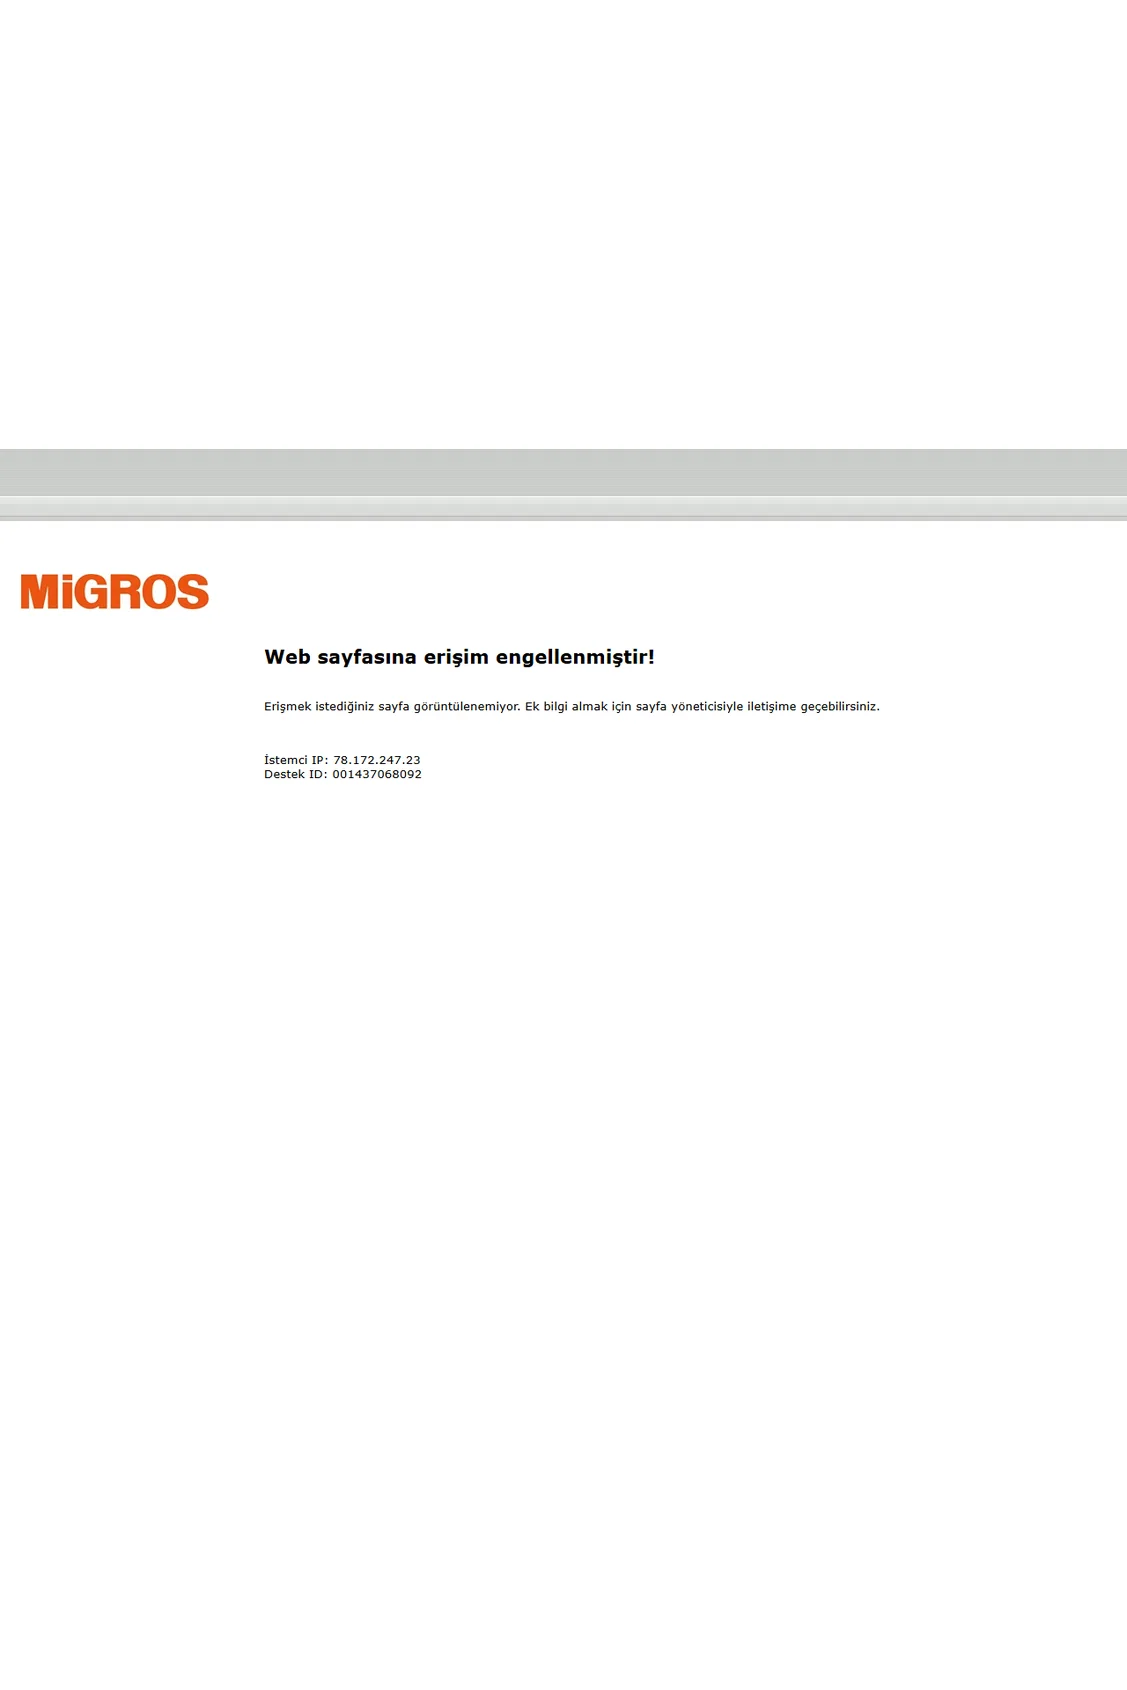 MiGROS
Web sayfasına erişim engellenmiştir!
Erişmek istediğiniz sayfa görüntülenemiyor. Ek bilgi almak için sayfa yöneticisiyle iletişime geçebilirsiniz.
İstemci IP: 78.172.247.23
Destek ID: 001437068092